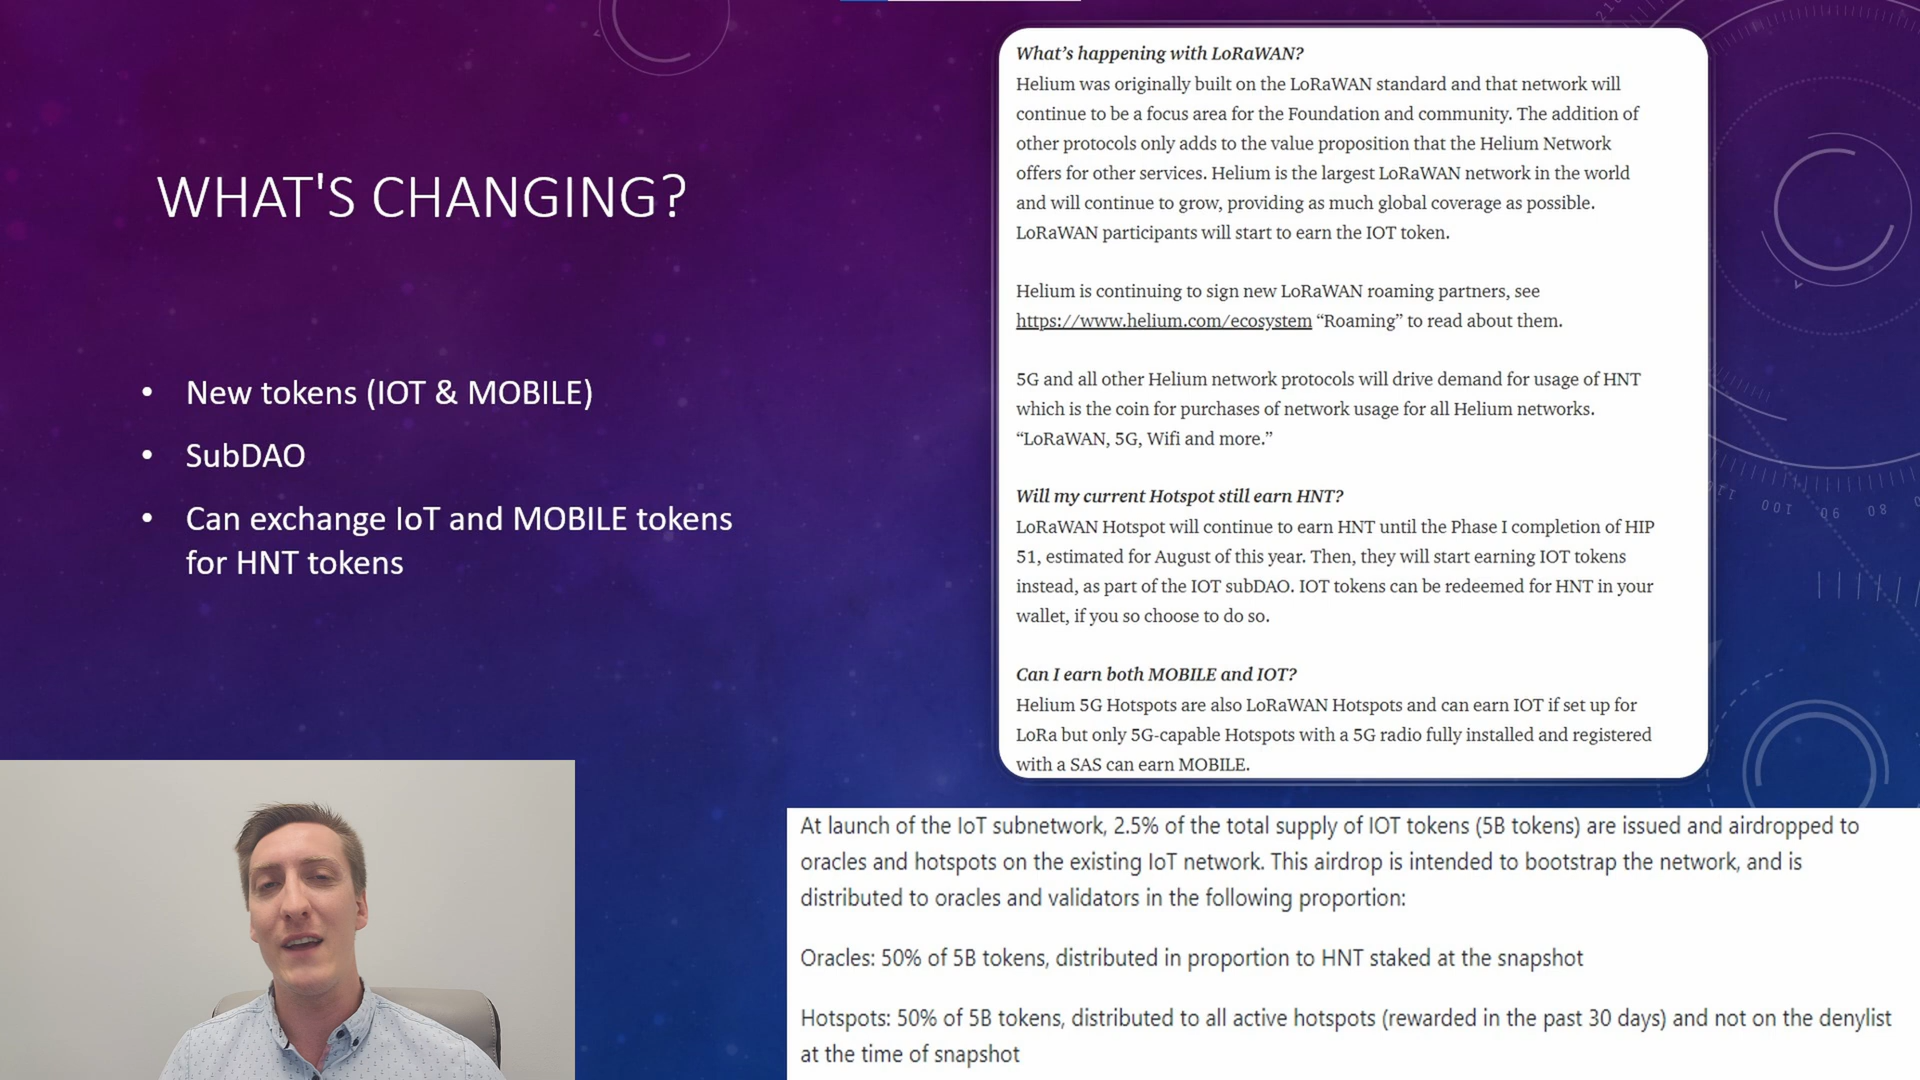 WHAT'S CHANGING?
• New tokens (IOT & MOBILE)
• SubDAO
• Can exchange IoT and MOBILE tokens
for HNT tokens
What’s happening with LoRaWAN?
Helium was originally built on the LoRaWAN standard and that network will
continue to be a focus area for the Foundation and community. The addition of
other protocols only adds to the value proposition that the Helium Network
offers for other services. Helium is the largest LoRaWAN network in the world
and will continue to grow, providing as much global coverage as possible.
LoRaWAN participants will start to earn the IOT token.
Helium is continuing to sign new LoRaWAN roaming partners, see
https://www.helium.com/ecosystem “Roaming” to read about them.
5G and all other Helium network protocols will drive demand for usage of HNT
which is the coin for purchases of network usage for all Helium networks.
“LoRaWAN, 5G, Wifi and more.”
Will my current Hotspot still earn HNT?
LoRaWAN Hotspot will continue to earn HNT until the Phase I completion of HIP
51, estimated for August of this year. Then, they will start earning IOT tokens
instead, as part of the IOT subDAO. IOT tokens can be redeemed for HNT in your
wallet, if you so choose to do so.
Can I earn both MOBILE and IOT?
Helium 5G Hotspots are also LoRaWAN Hotspots and can earn IOT if set up for
LoRa but only 5G-capable Hotspots with a 5G radio fully installed and registered
with a SAS can earn MOBILE.
At launch of the IoT subnetwork, 2.5% of the total supply of IOT tokens (5B tokens) are issued and airdropped to
oracles and hotspots on the existing IoT network. This airdrop is intended to bootstrap the network, and is
distributed to oracles and validators in the following proportion:
Oracles: 50% of 5B tokens, distributed in proportion to HNT staked at the snapshot
Hotspots: 50% of 5B tokens, distributed to all active hotspots (rewarded in the past 30 days) and not on the denylist
at the time of snapshot